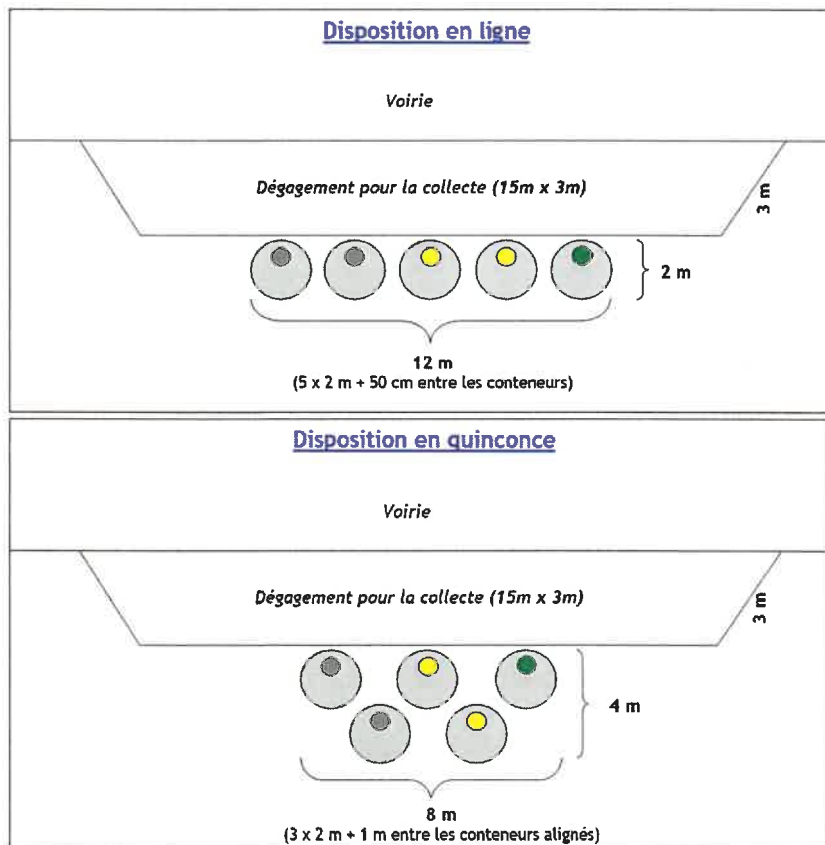 Disposition en ligne
Voirie
Dégagement pour la collecte (15m x 3m)
3 m
2 m
12 m
(5 x 2 m + 50 cm entre les conteneurs)
Disposition en quinconce
Voirie
Dégagement pour la collecte (15m x 3m)
3 m
4 m
8 m
(3 x 2 m + 1 m entre les conteneurs alignés)